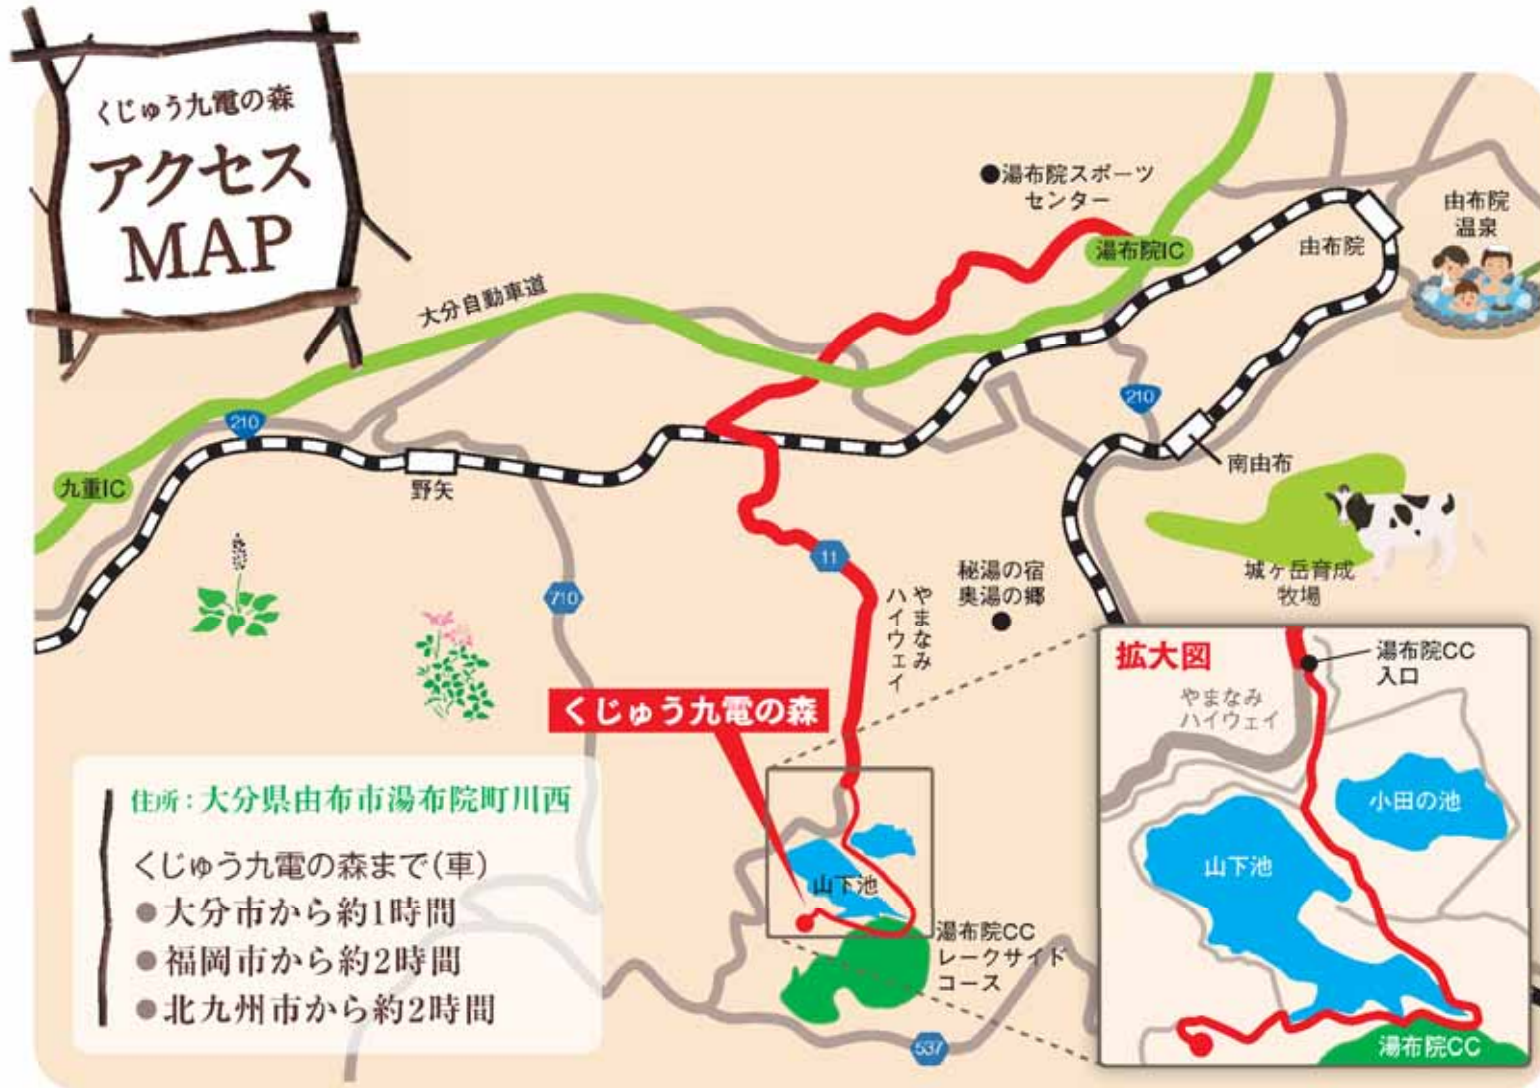 くじゅう九電の森
アクセス
MAP
湯布院スポーツ
センター
湯布院IC
由布院
由布院
温泉
大分自動車道
210
九重IC
野矢
210
南由布
11
710
やまなみ
ハイウェイ
秘湯の宿
奥湯の郷
城ヶ岳育成
牧場
くじゅう九電の森
山下池
湯布院CC
レークサイド
コース
537
住所:大分県由布市湯布院町川西
くじゅう九電の森まで(車)
●大分市から約1時間
●福岡市から約2時間
●北九州市から約2時間
拡大図
湯布院CC
入口
やまなみ
ハイウェイ
小田の池
山下池
湯布院CC